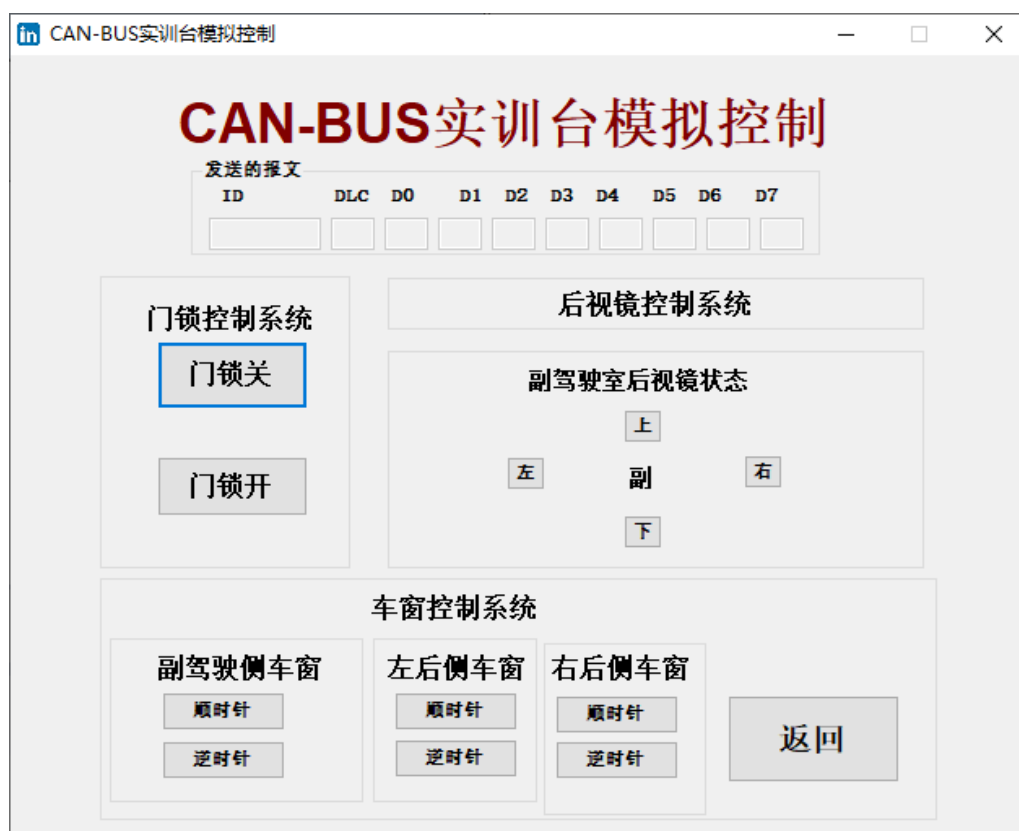 in CAN-BUS实训台模拟控制
CAN-BUS实训台模拟控制
发送的报文
ID DLC D0 D1 D2 D3 D4 D5 D6 D7
门锁控制系统
门锁关
门锁开
后视镜控制系统
副驾驶室后视镜状态
上
左 副 右
下
车窗控制系统
副驾驶侧车窗
顺时针
逆时针
左后侧车窗
顺时针
逆时针
右后侧车窗
顺时针
逆时针
返回